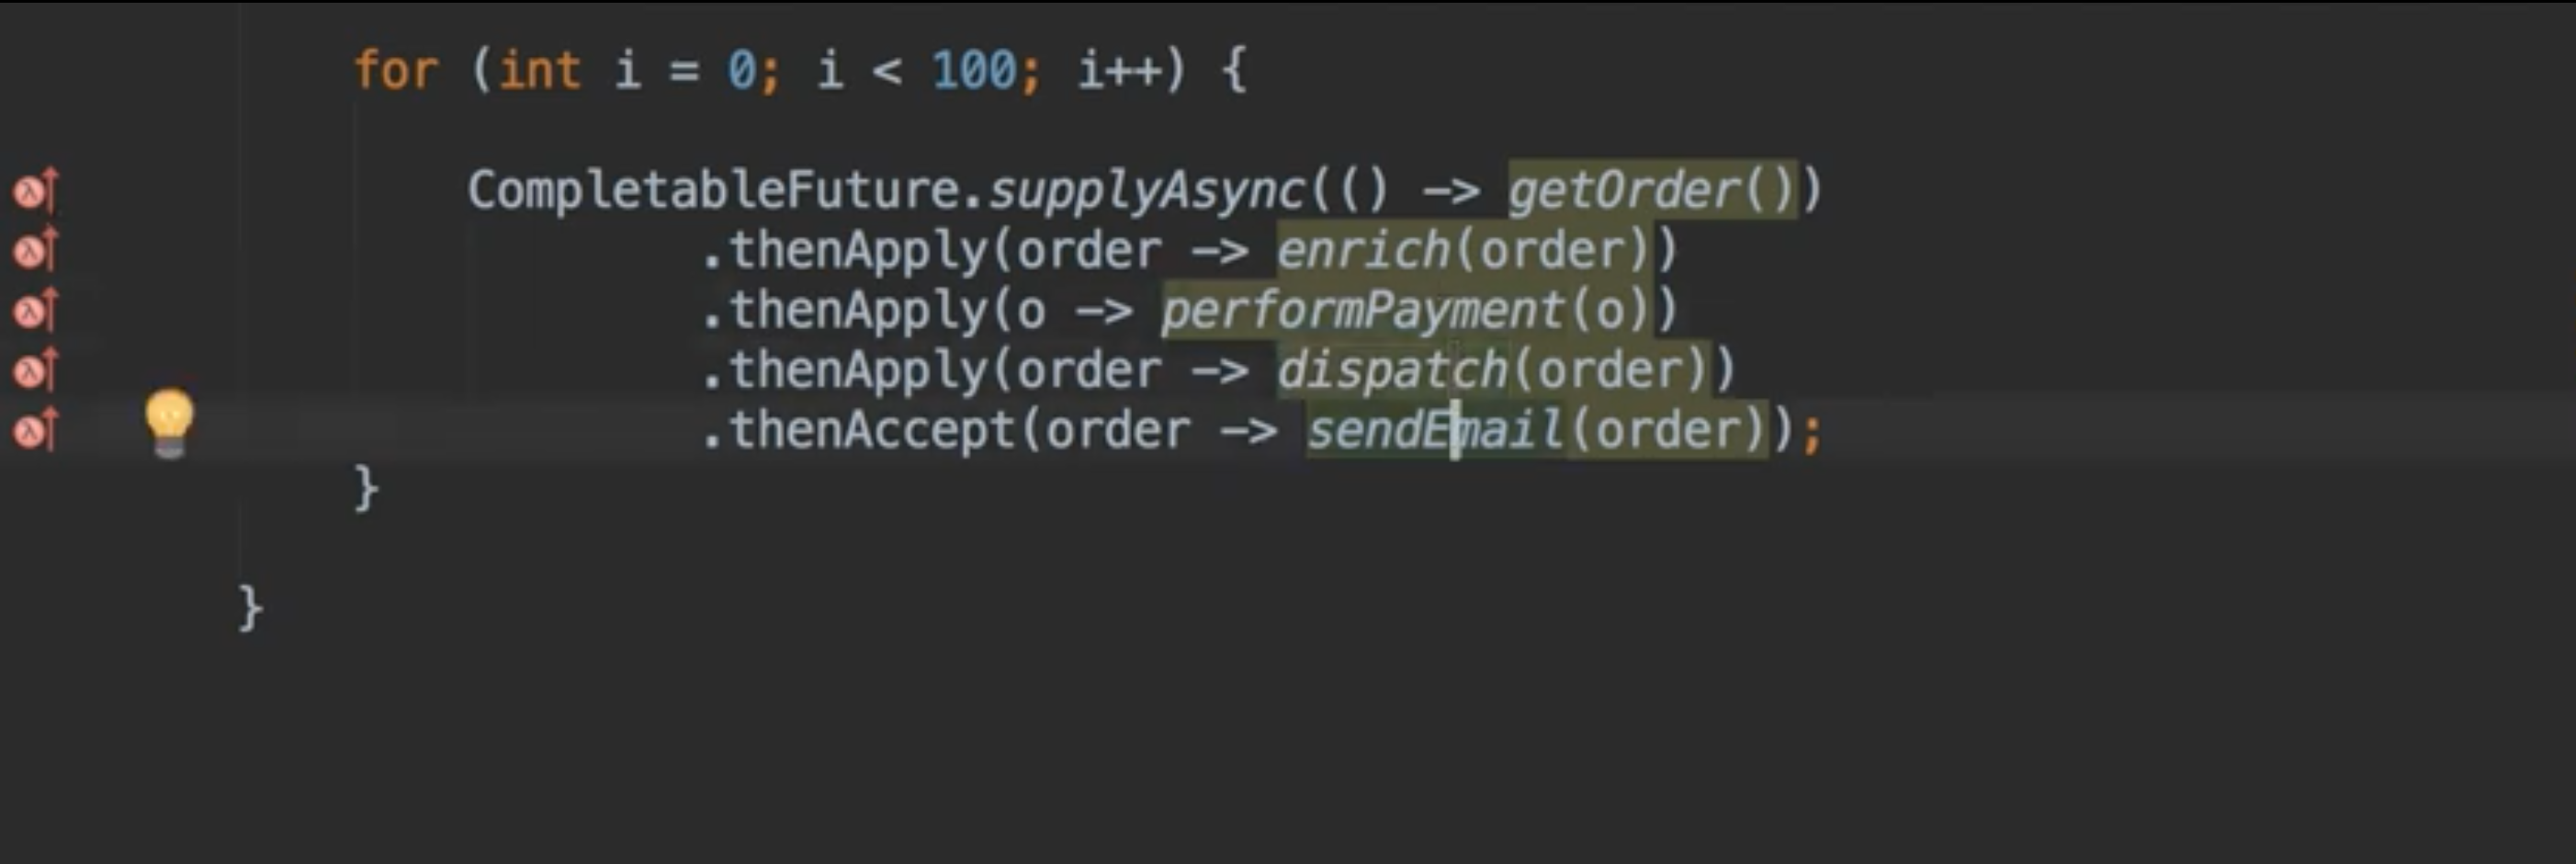 for (int i = 0; i < 100; i++) {
CompletableFuture.supplyAsync(() -> getOrder())
.thenApply(order -> enrich(order))
.thenApply(o -> performPayment(o))
.thenApply(order -> dispatch(order))
.thenAccept(order -> sendEmail(order));
}
}